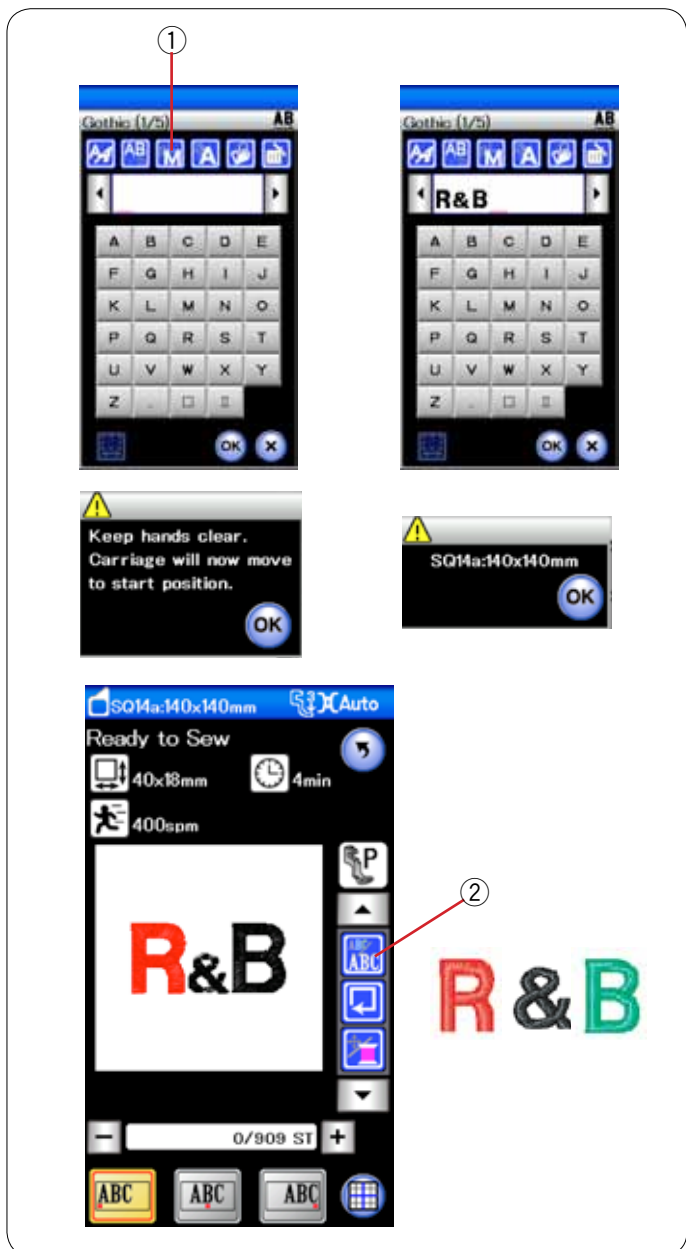 1
Gothic (1/5) AB
A B C D E
F G H I J
K L M N O
P Q R S T
U V W X Y
Z
OK X
Gothic (1/5) AB
R&B
A B C D E
F G H I J
K L M N O
P Q R S T
U V W X Y
Z
OK X
Keep hands clear.
Carriage will now move
to start position.
OK
SQ14a:140x140mm
OK
SQ14a:140x140mm 3 Auto
Ready to Sew
40x18mm 4min
400spm
P
R&B
ABC
ABC
2
R & B
0/909 ST
ABC ABC ABC